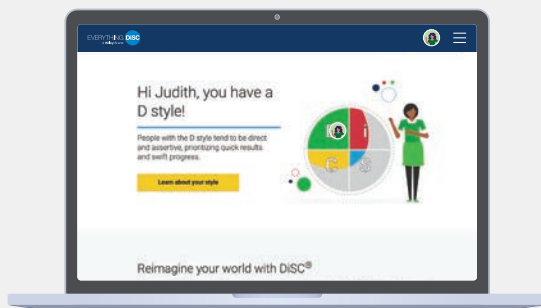 EVERYTHING DiSC
Hi Judith, you have a
D style!
People with the D style tend to be direct
and assertive, prioritizing quick results
and swift progress.
Learn about your style
D i
C S
Reimagine your world with DiSC®